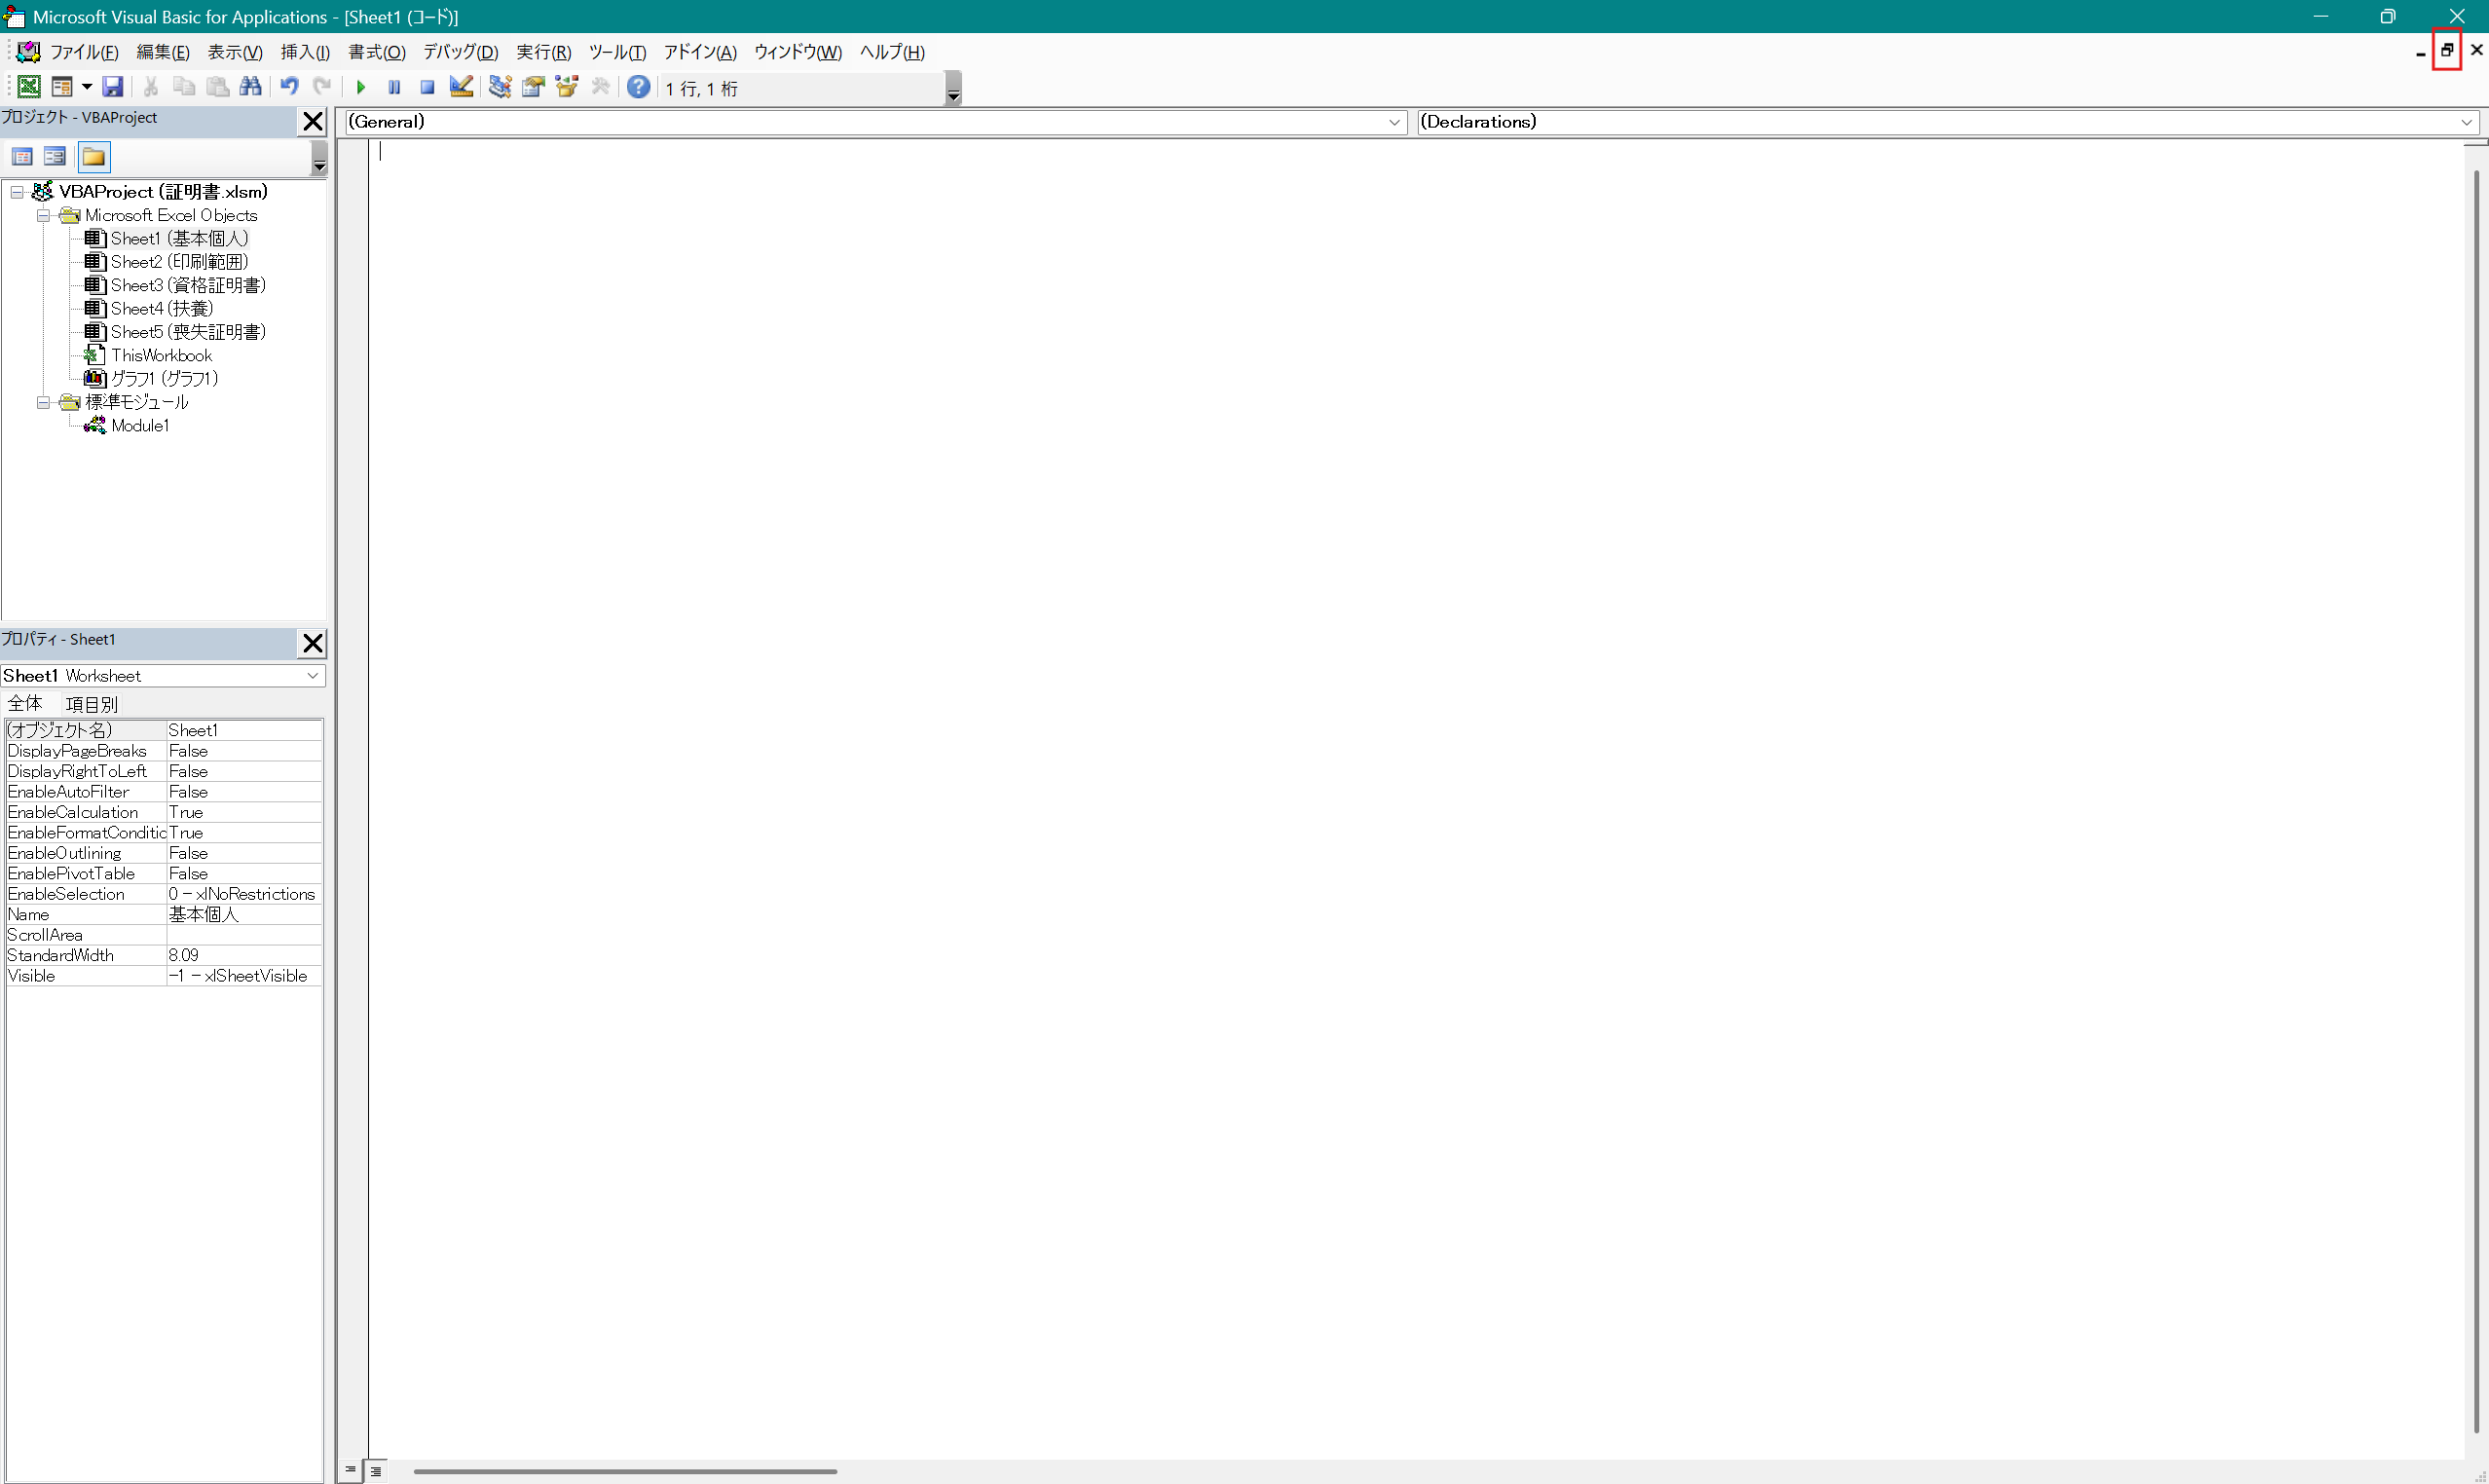 Microsoft Visual Basic for Applications - [Sheet1 (コード)]
ファイル(F) 編集(E) 表示(V) 挿入(I) 書式(O) デバッグ(D) 実行(R) ツール(T) アドイン(A) ウィンドウ(W) ヘルプ(H)
1 行, 1 桁
プロジェクト - VBAProject
(General)
(Declarations)
VBAProject (証明書.xlsm)
Microsoft Excel Objects
Sheet1 (基本個人)
Sheet2 (印刷範囲)
Sheet3 (資格証明書)
Sheet4 (扶養)
Sheet5 (喪失証明書)
ThisWorkbook
グラフ1 (グラフ1)
標準モジュール
Module1
プロパティ - Sheet1
Sheet1 Worksheet
全体 項目別
(オブジェクト名) Sheet1
DisplayPageBreaks False
DisplayRightToLeft False
EnableAutoFilter False
EnableCalculation True
EnableFormatConditic True
EnableOutlining False
EnablePivotTable False
EnableSelection 0 - xlNoRestrictions
Name 基本個人
ScrollArea
StandardWidth 8.09
Visible -1 - xlSheetVisible